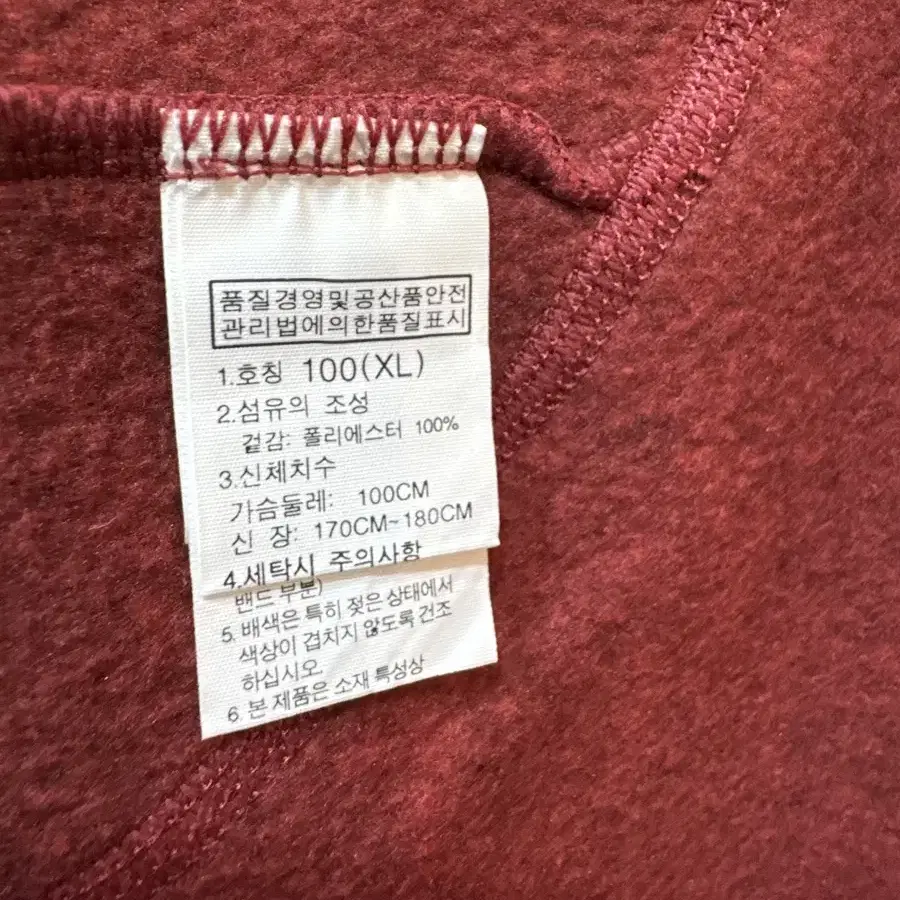 품질경영및공산품안전
관리법에의한품질표시
1.호칭 100(XL)
2.섬유의 조성
겉감: 폴리에스터 100%
3.신체치수
가슴둘레: 100CM
신 장: 170CM~180CM
4.세탁시 주의사항
밴드 부분)
5. 배색은 특히 젖은 상태에서
색상이 겹치지 않도록 건조
하십시오
6. 본 제품은 소재 특성상